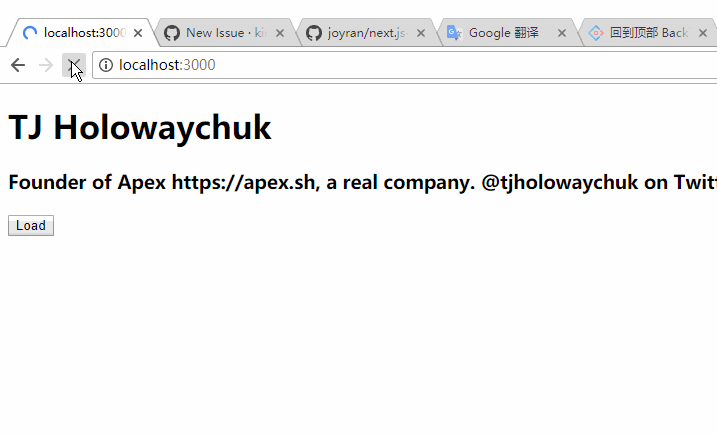 localhost:3000
New Issue · ki
joyran/next.js
Google 翻译
回到顶部 Back
localhost:3000
TJ Holowaychuk
Founder of Apex https://apex.sh, a real company. @tjholowaychuk on Twitt
Load